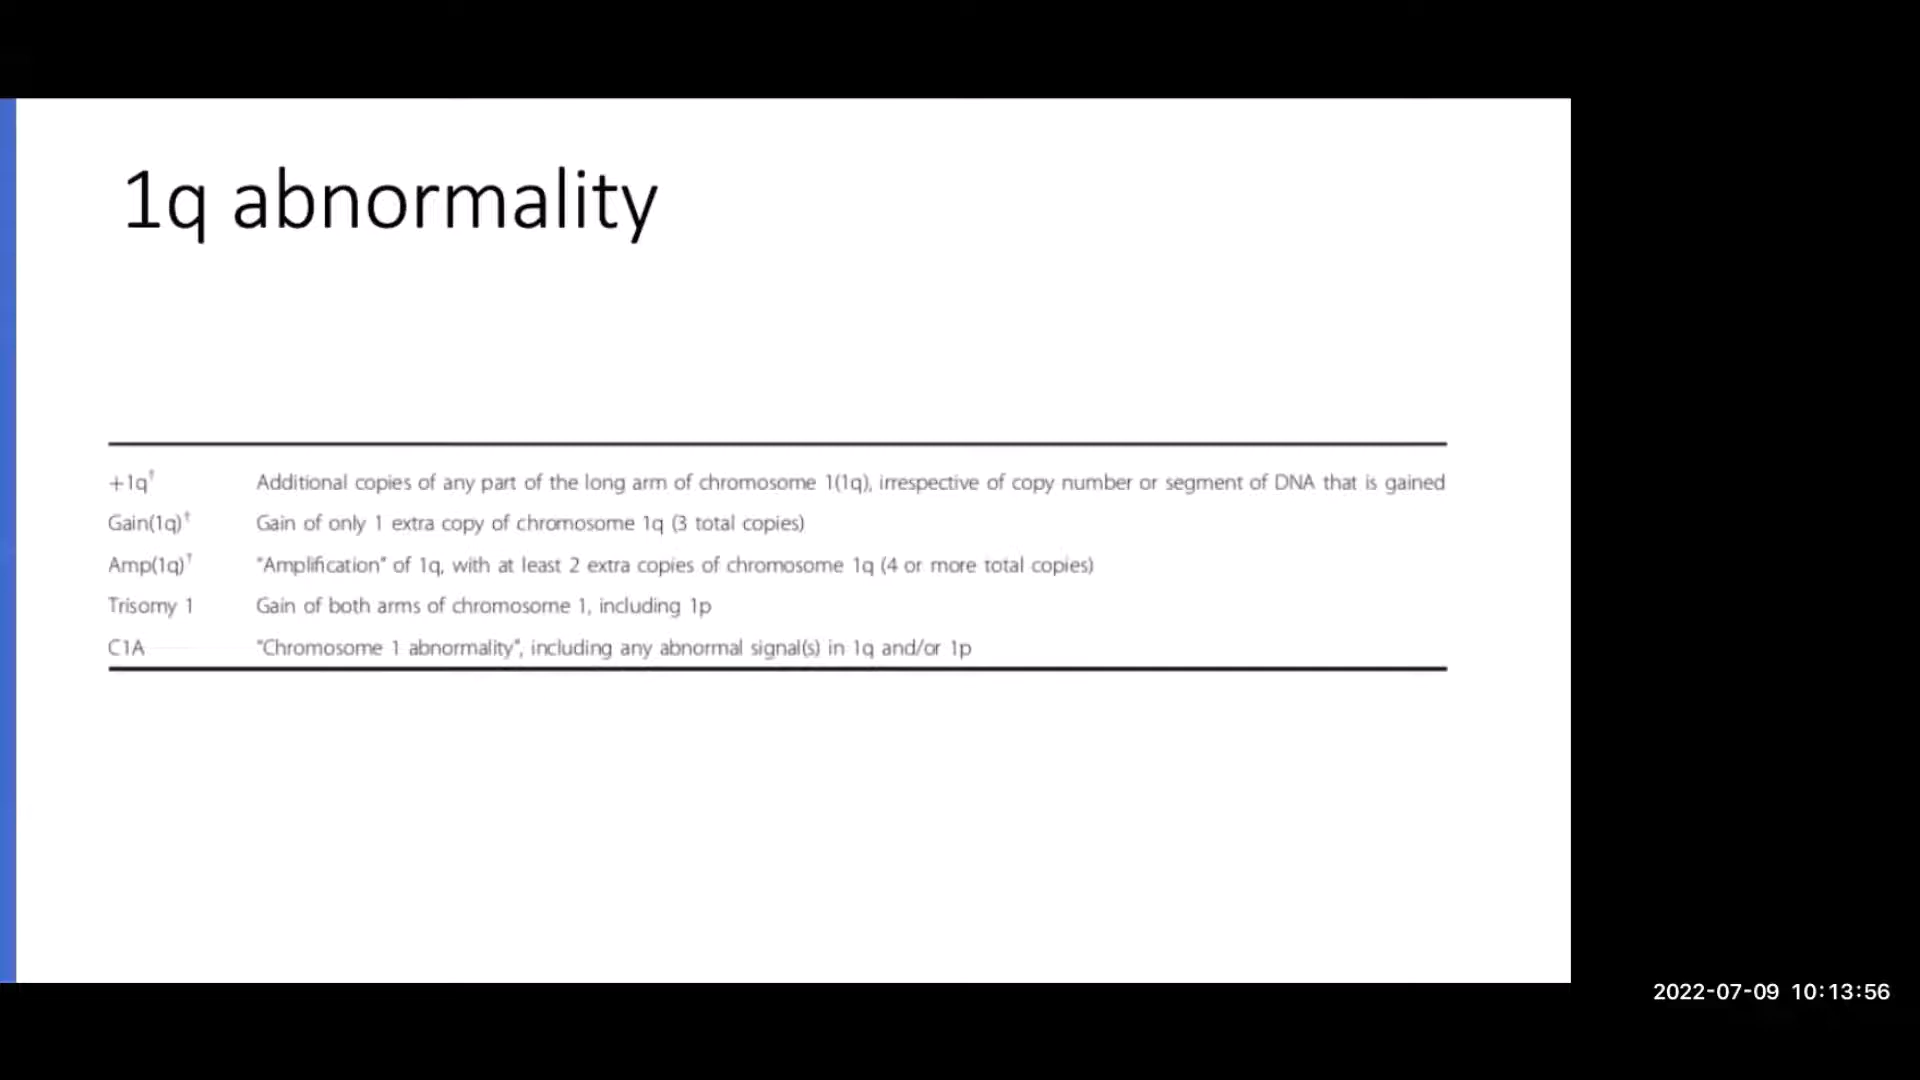 1q abnormality
+1q† Additional copies of any part of the long arm of chromosome 1(1q), irrespective of copy number or segment of DNA that is gained
Gain(1q)† Gain of only 1 extra copy of chromosome 1q (3 total copies)
Amp(1q)† "Amplification" of 1q, with at least 2 extra copies of chromosome 1q (4 or more total copies)
Trisomy 1 Gain of both arms of chromosome 1, including 1p
C1A "Chromosome 1 abnormality", including any abnormal signal(s) in 1q and/or 1p
2022-07-09 10:13:56